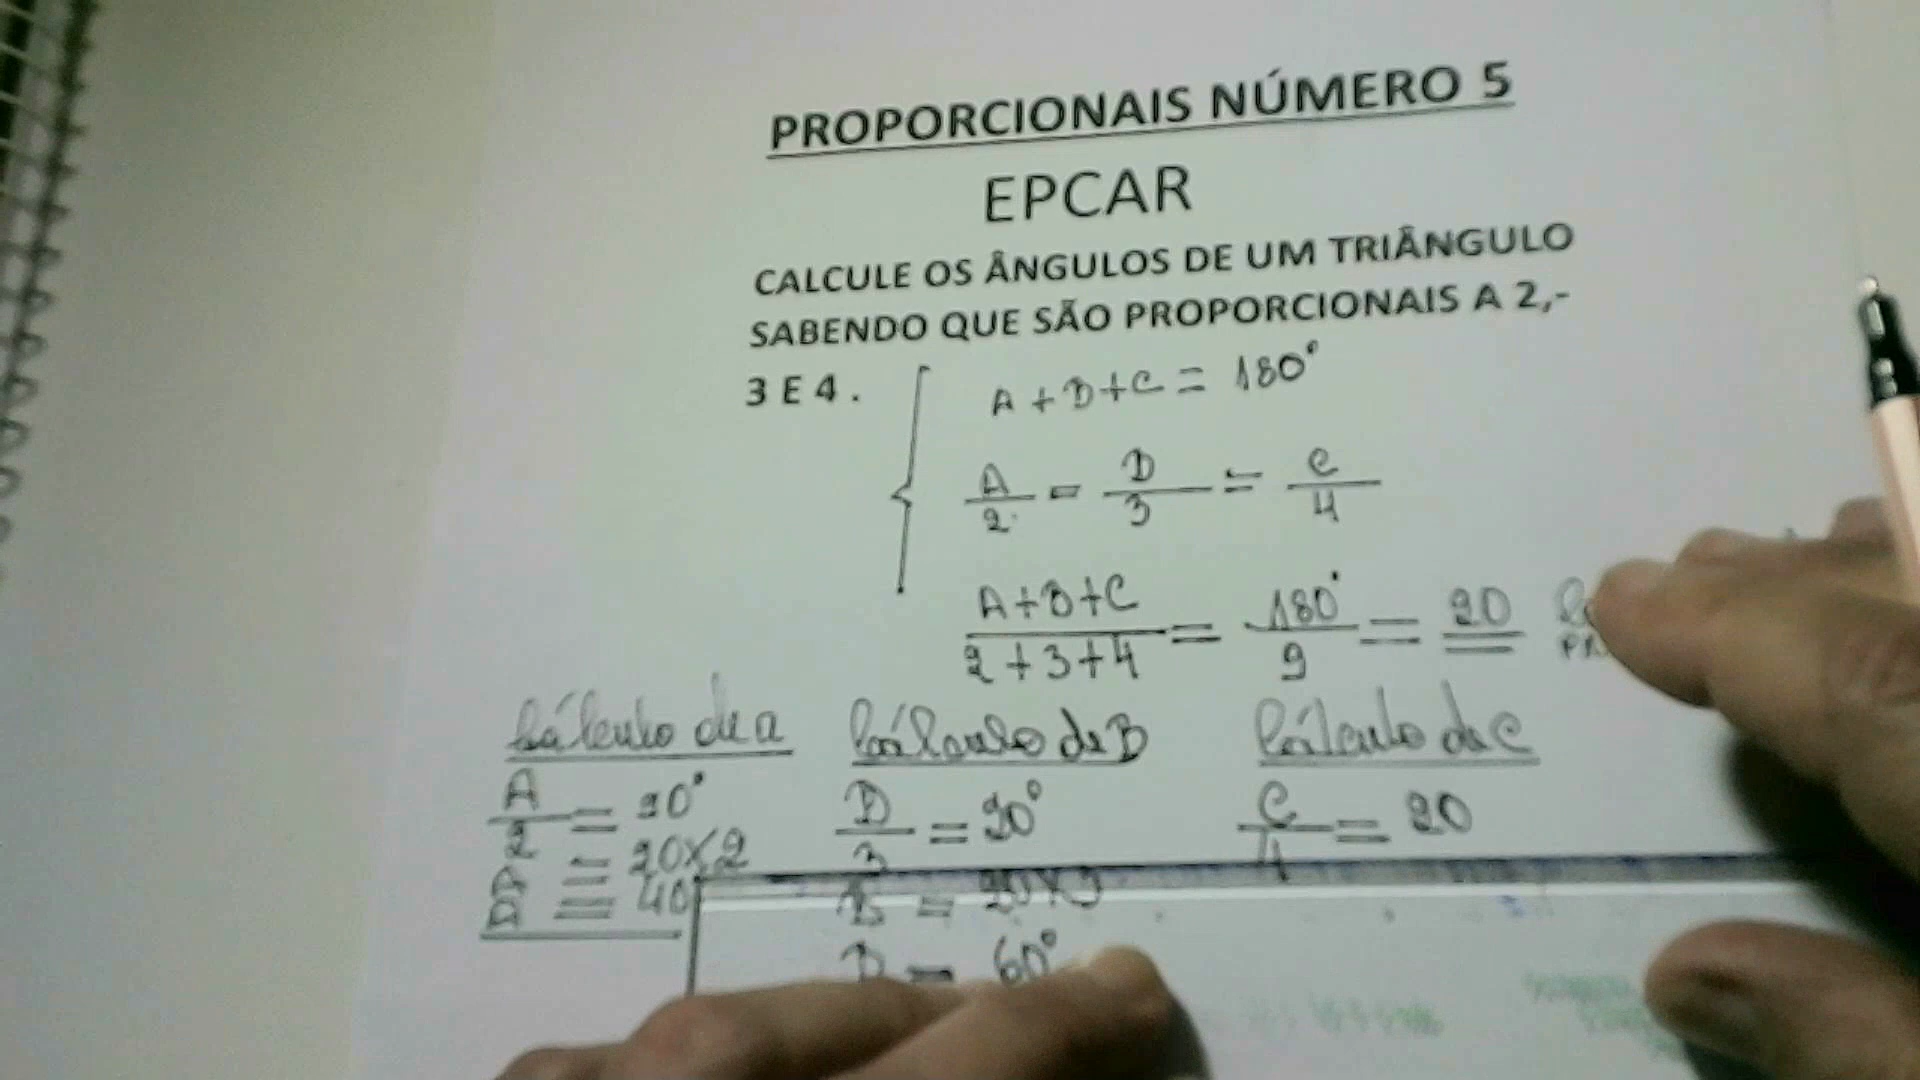 PROPORCIONAIS NÚMERO 5
EPCAR
CALCULE OS ÂNGULOS DE UM TRIÂNGULO
SABENDO QUE SÃO PROPORCIONAIS A 2,-
3 E 4 .
A + B + C = 180°
A/2 = B/3 = C/4
A+B+C/2+3+4 = 180°/9 = 20
Cálculo de a
A/2 = 20°
A = 20×2
A = 40
Cálculo de B
B/3 = 20°
B = 20×3
B = 60°
Cálculo de C
C/4 = 20